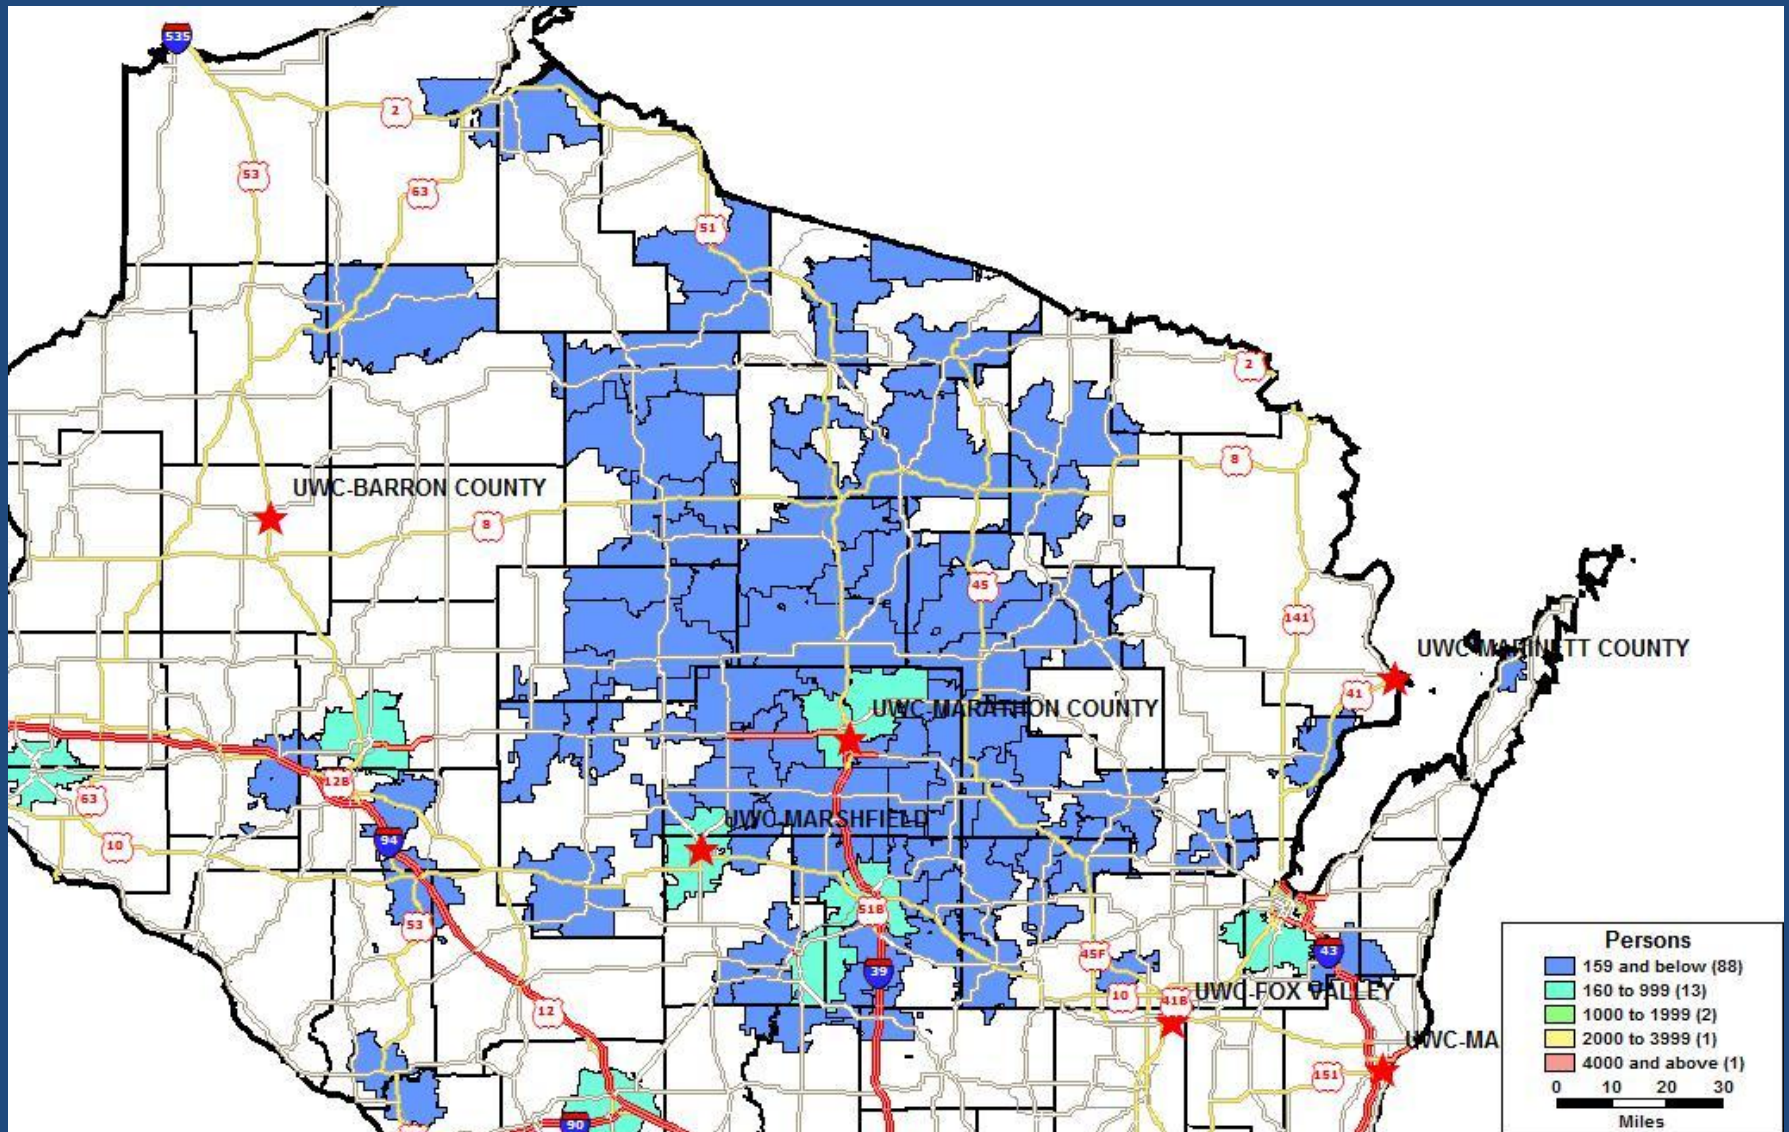 535
2
53
63
51
2
UWC-BARRON COUNTY
8
8
45
141
UWC-MARINETT COUNTY
41
UWC-MARATHON COUNTY
12B
63
94
UWC-MARSHFIELD
10
51B
53
45F
43
39
10
41B
UWC-FOX VALLEY
12
UWC-MA
151
90
Persons
159 and below (88)
160 to 999 (13)
1000 to 1999 (2)
2000 to 3999 (1)
4000 and above (1)
0 10 20 30
Miles